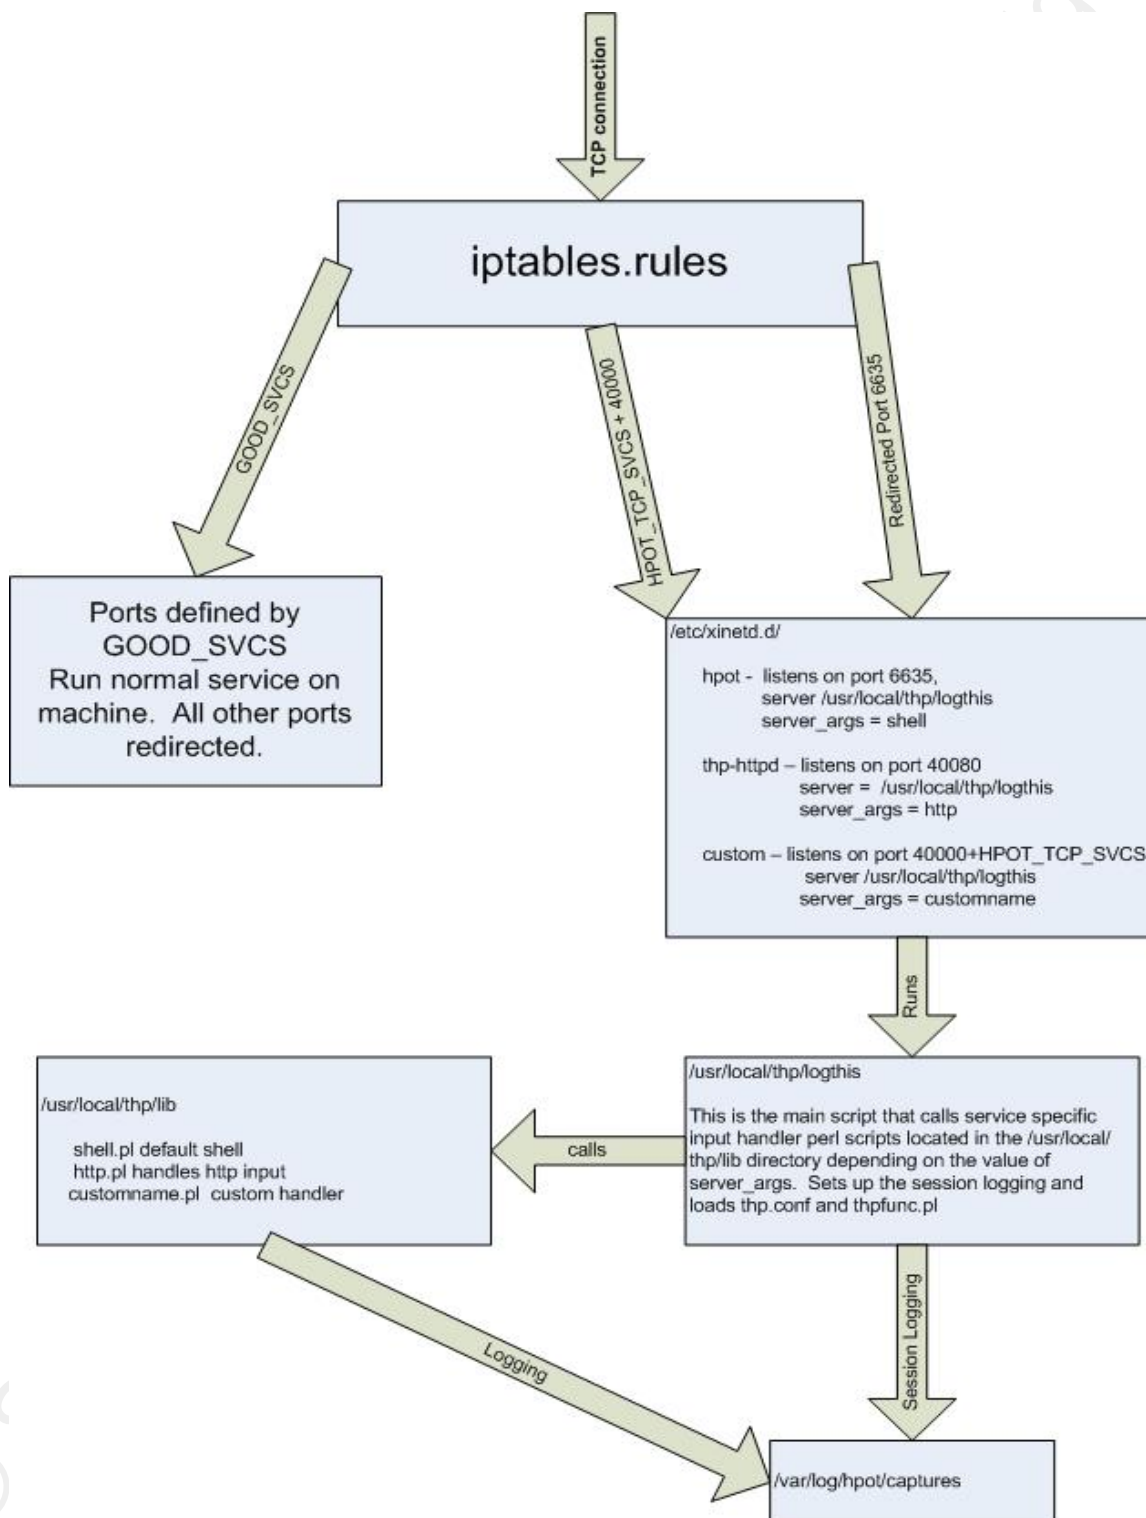 TCP connection
iptables.rules
GOOD_SVCS
HPOT_TCP_SVCS + 40000
Redirected Port 6635
Ports defined by
GOOD_SVCS
Run normal service on
machine. All other ports
redirected.
/etc/xinetd.d/
hpot - listens on port 6635,
server /usr/local/thp/logthis
server_args = shell
thp-httpd – listens on port 40080
server = /usr/local/thp/logthis
server_args = http
custom – listens on port 40000+HPOT_TCP_SVCS
server /usr/local/thp/logthis
server_args = customname
Runs
/usr/local/thp/logthis
This is the main script that calls service specific
input handler perl scripts located in the /usr/local/
thp/lib directory depending on the value of
server_args. Sets up the session logging and
loads thp.conf and thpfunc.pl
calls
/usr/local/thp/lib
shell.pl default shell
http.pl handles http input
customname.pl custom handler
Logging
Session Logging
/var/log/hpot/captures